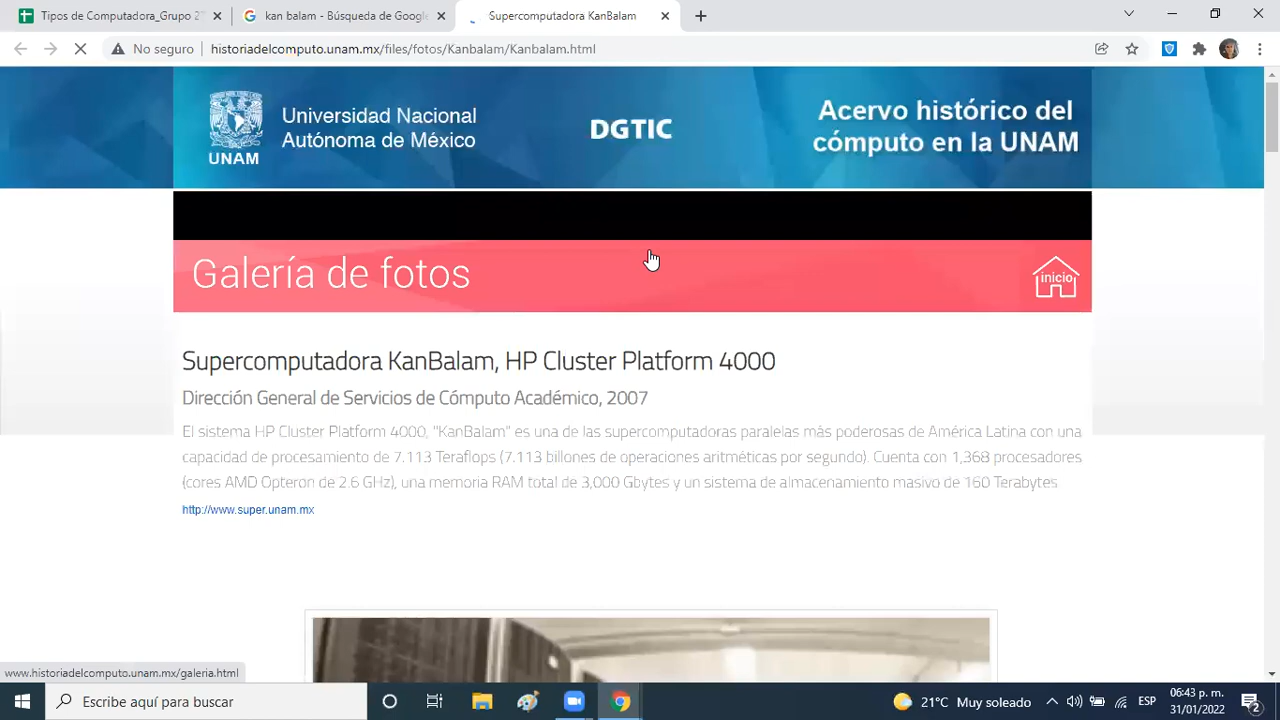 Tipos de Computadora_Grupo 2
kan balam - Búsqueda de Google
Supercomputadora KanBalam
No seguro
historiadelcomputo.unam.mx/files/fotos/Kanbalam/Kanbalam.html
Universidad Nacional
Autónoma de México
UNAM
DGTIC
Acervo histórico del
cómputo en la UNAM
Galería de fotos
inicio
Supercomputadora KanBalam, HP Cluster Platform 4000
Dirección General de Servicios de Cómputo Académico, 2007
El sistema HP Cluster Platform 4000, "KanBalam" es una de las supercomputadoras paralelas más poderosas de América Latina con una
capacidad de procesamiento de 7.113 Teraflops (7.113 billones de operaciones aritméticas por segundo). Cuenta con 1,368 procesadores
(cores AMD Opteron de 2.6 GHz), una memoria RAM total de 3,000 Gbytes y un sistema de almacenamiento masivo de 160 Terabytes
http://www.super.unam.mx
www.historiadelcomputo.unam.mx/galeria.html
Escribe aquí para buscar
21°C Muy soleado
ESP
06:43 p. m.
31/01/2022
2